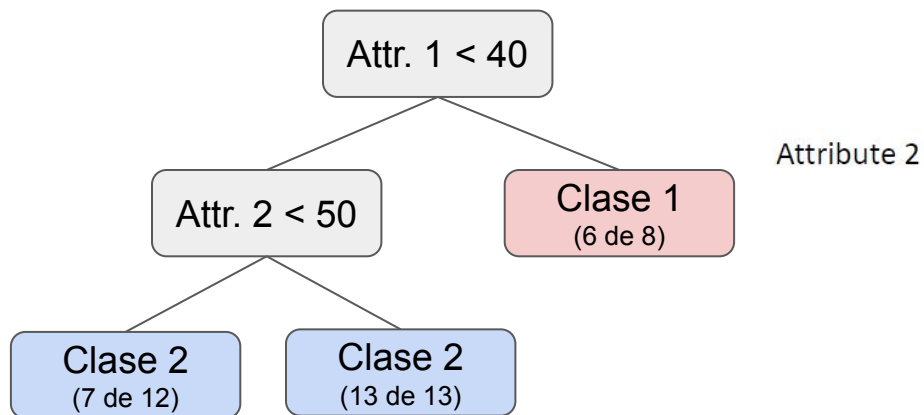 Attr. 1 < 40
Attribute 2
Attr. 2 < 50
Clase 1
(6 de 8)
Clase 2
(7 de 12)
Clase 2
(13 de 13)